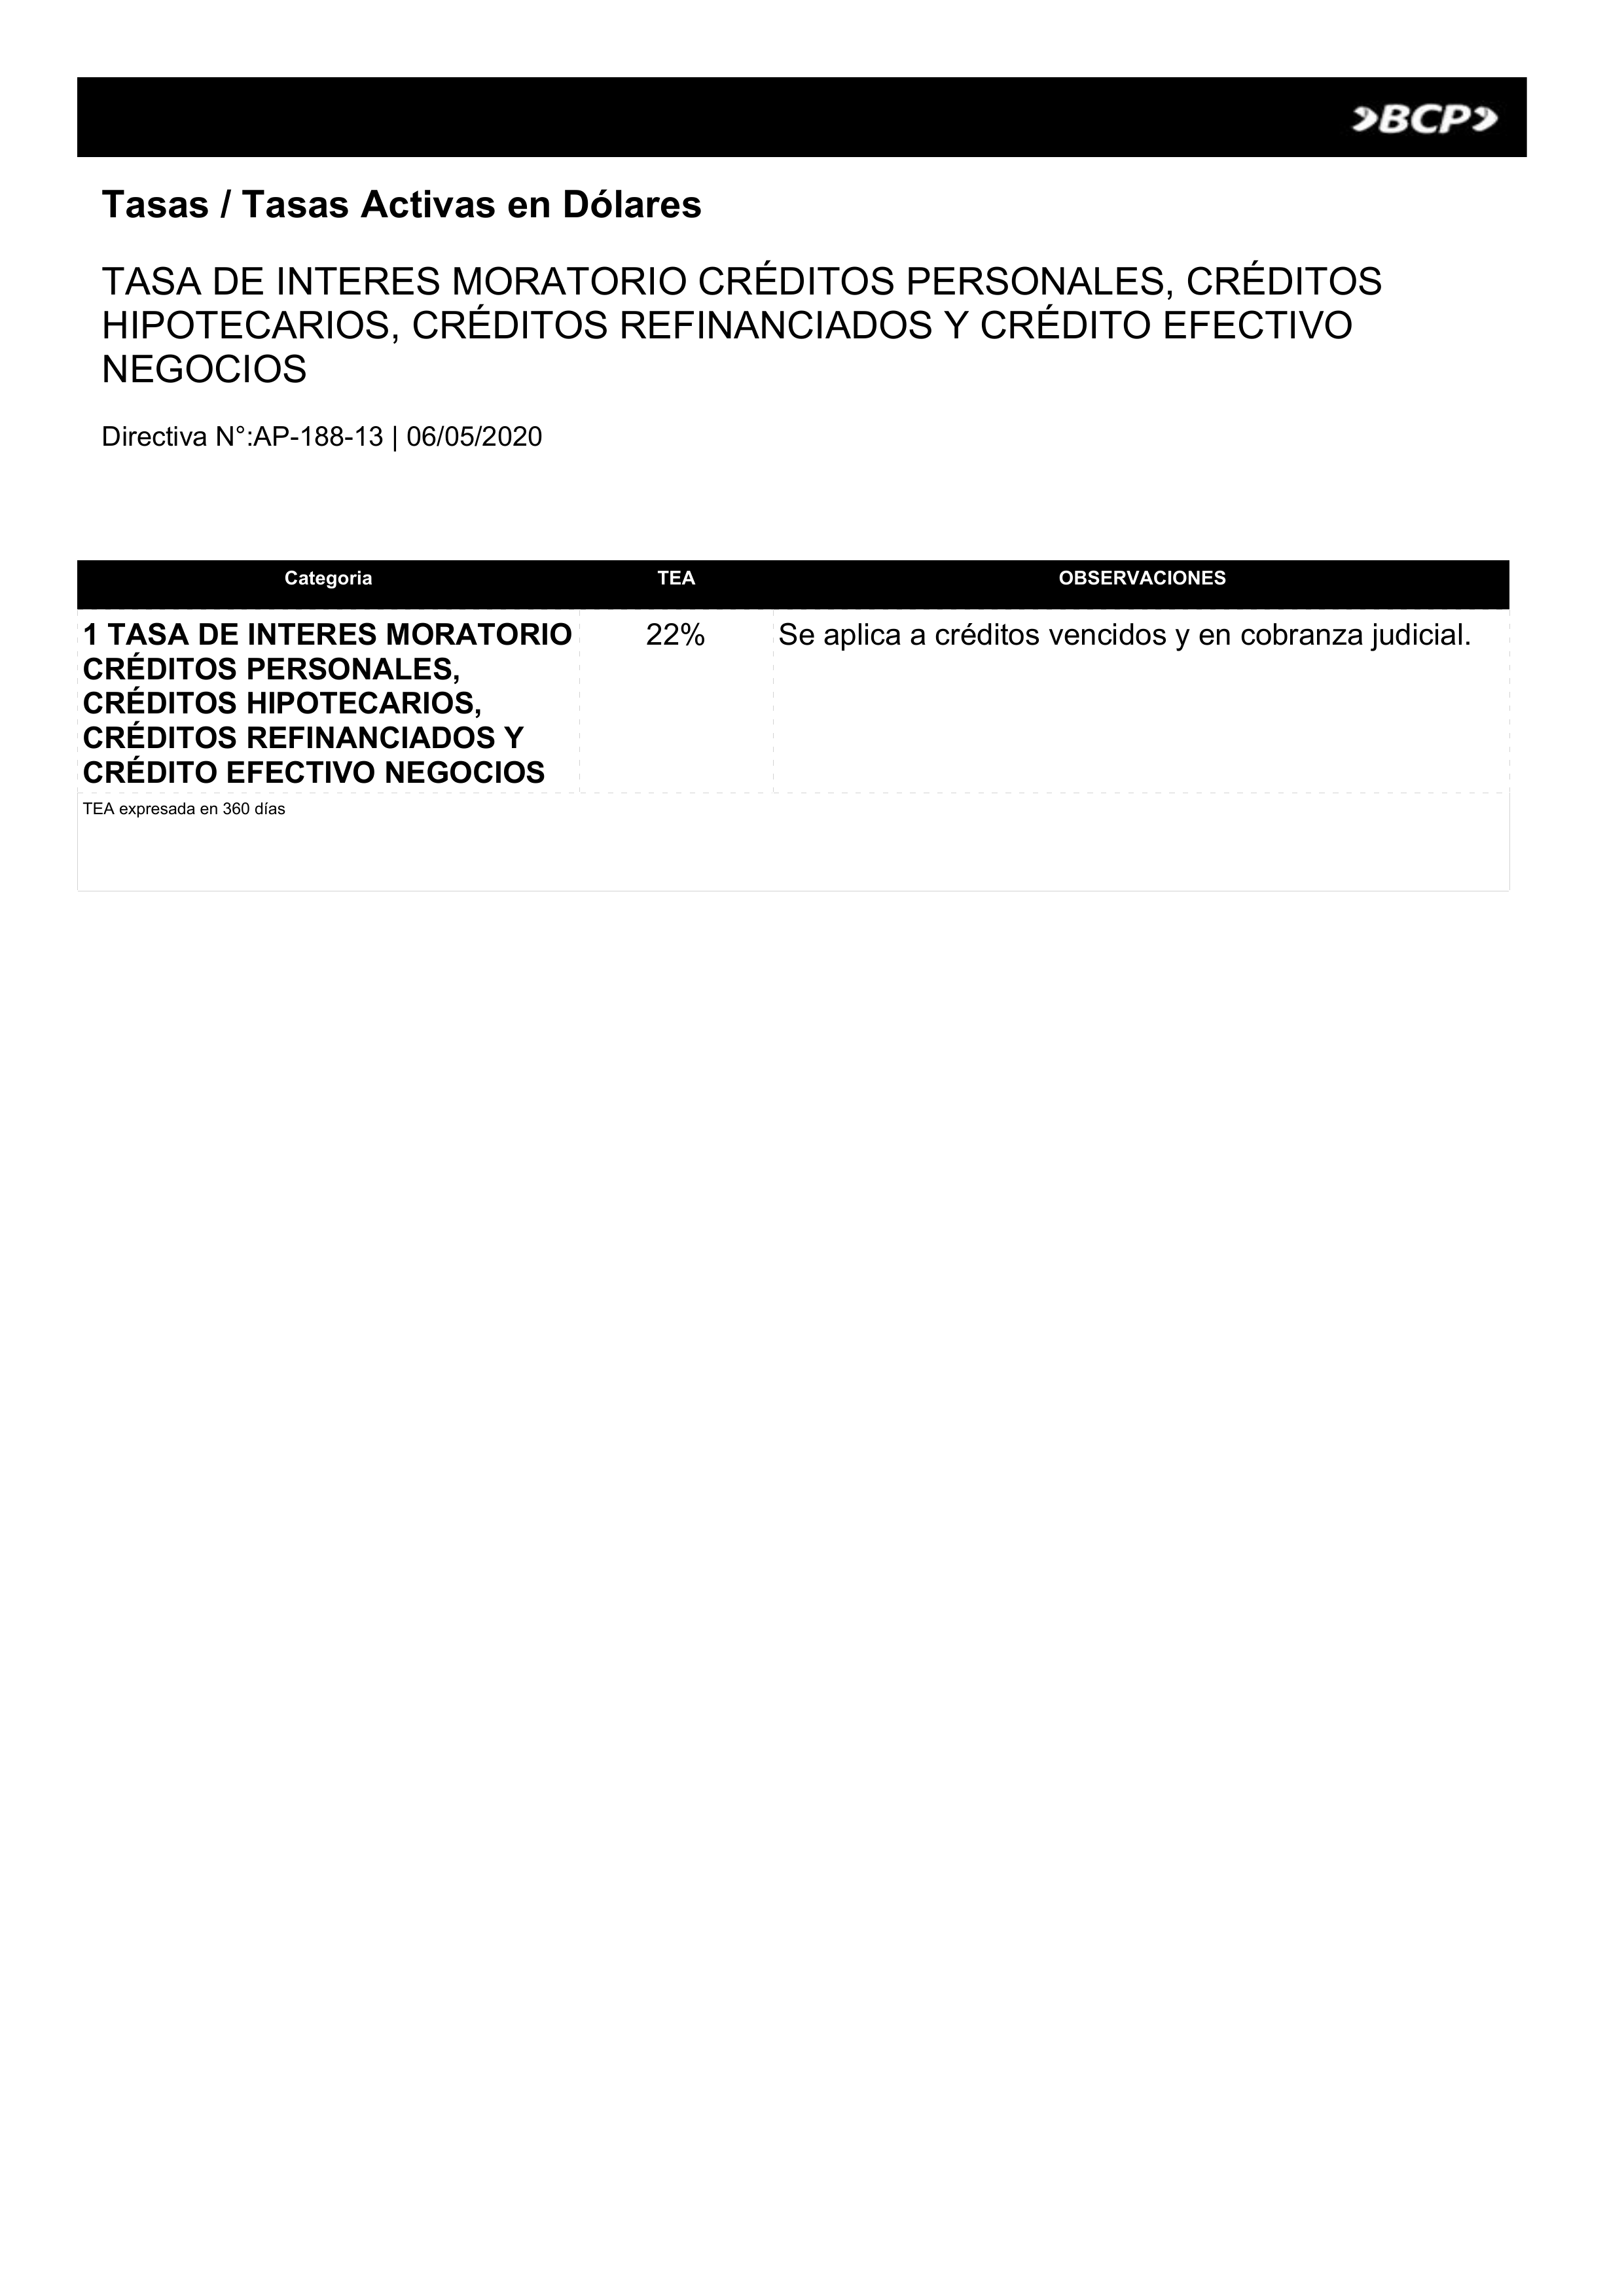 BCP
Tasas / Tasas Activas en Dólares
TASA DE INTERES MORATORIO CRÉDITOS PERSONALES, CRÉDITOS
HIPOTECARIOS, CRÉDITOS REFINANCIADOS Y CRÉDITO EFECTIVO
NEGOCIOS
Directiva N°:AP-188-13 | 06/05/2020
Categoria TEA OBSERVACIONES
1 TASA DE INTERES MORATORIO 22% Se aplica a créditos vencidos y en cobranza judicial.
CRÉDITOS PERSONALES,
CRÉDITOS HIPOTECARIOS,
CRÉDITOS REFINANCIADOS Y
CRÉDITO EFECTIVO NEGOCIOS
TEA expresada en 360 días